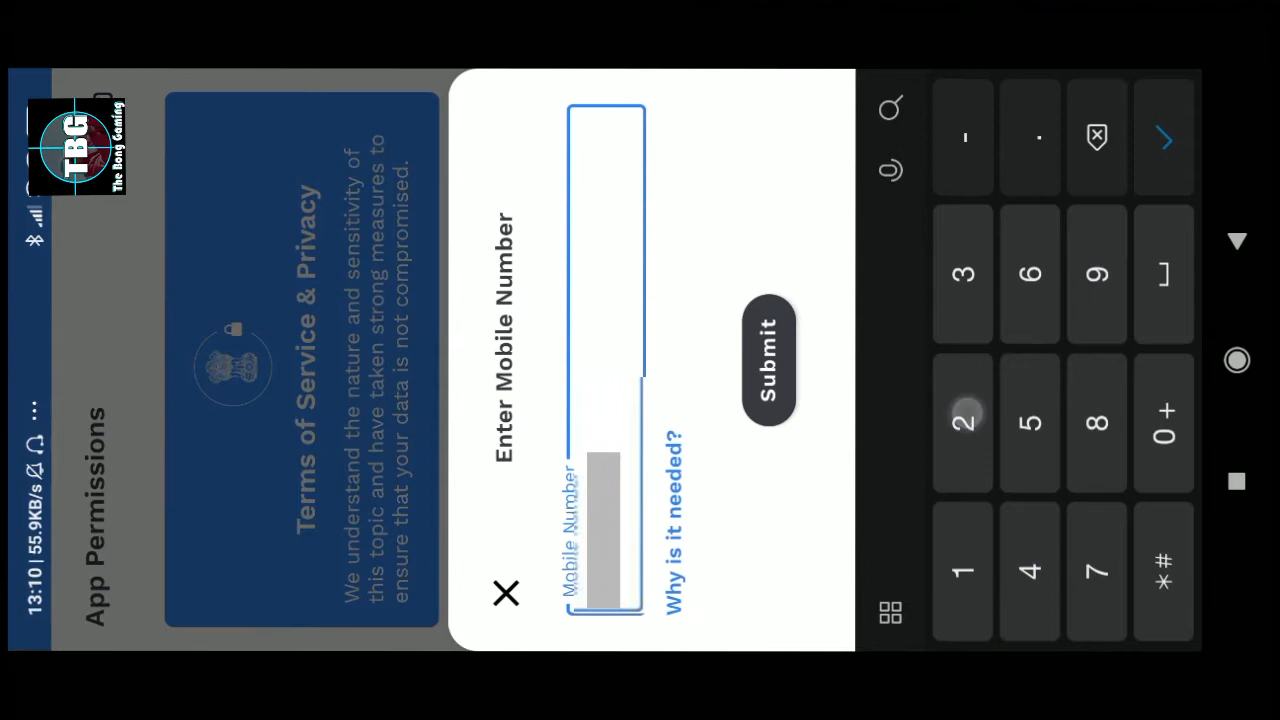 13:10 | 55.9KB/s ...
TBG
The Bong Gaming
App Permissions
Terms of Service & Privacy
We understand the nature and sensitivity of
this topic and have taken strong measures to
ensure that your data is not compromised.
Enter Mobile Number
Mobile Number
Why is it needed?
Submit
1 2 3 -
4 5 6 .
7 8 9
*# 0 +